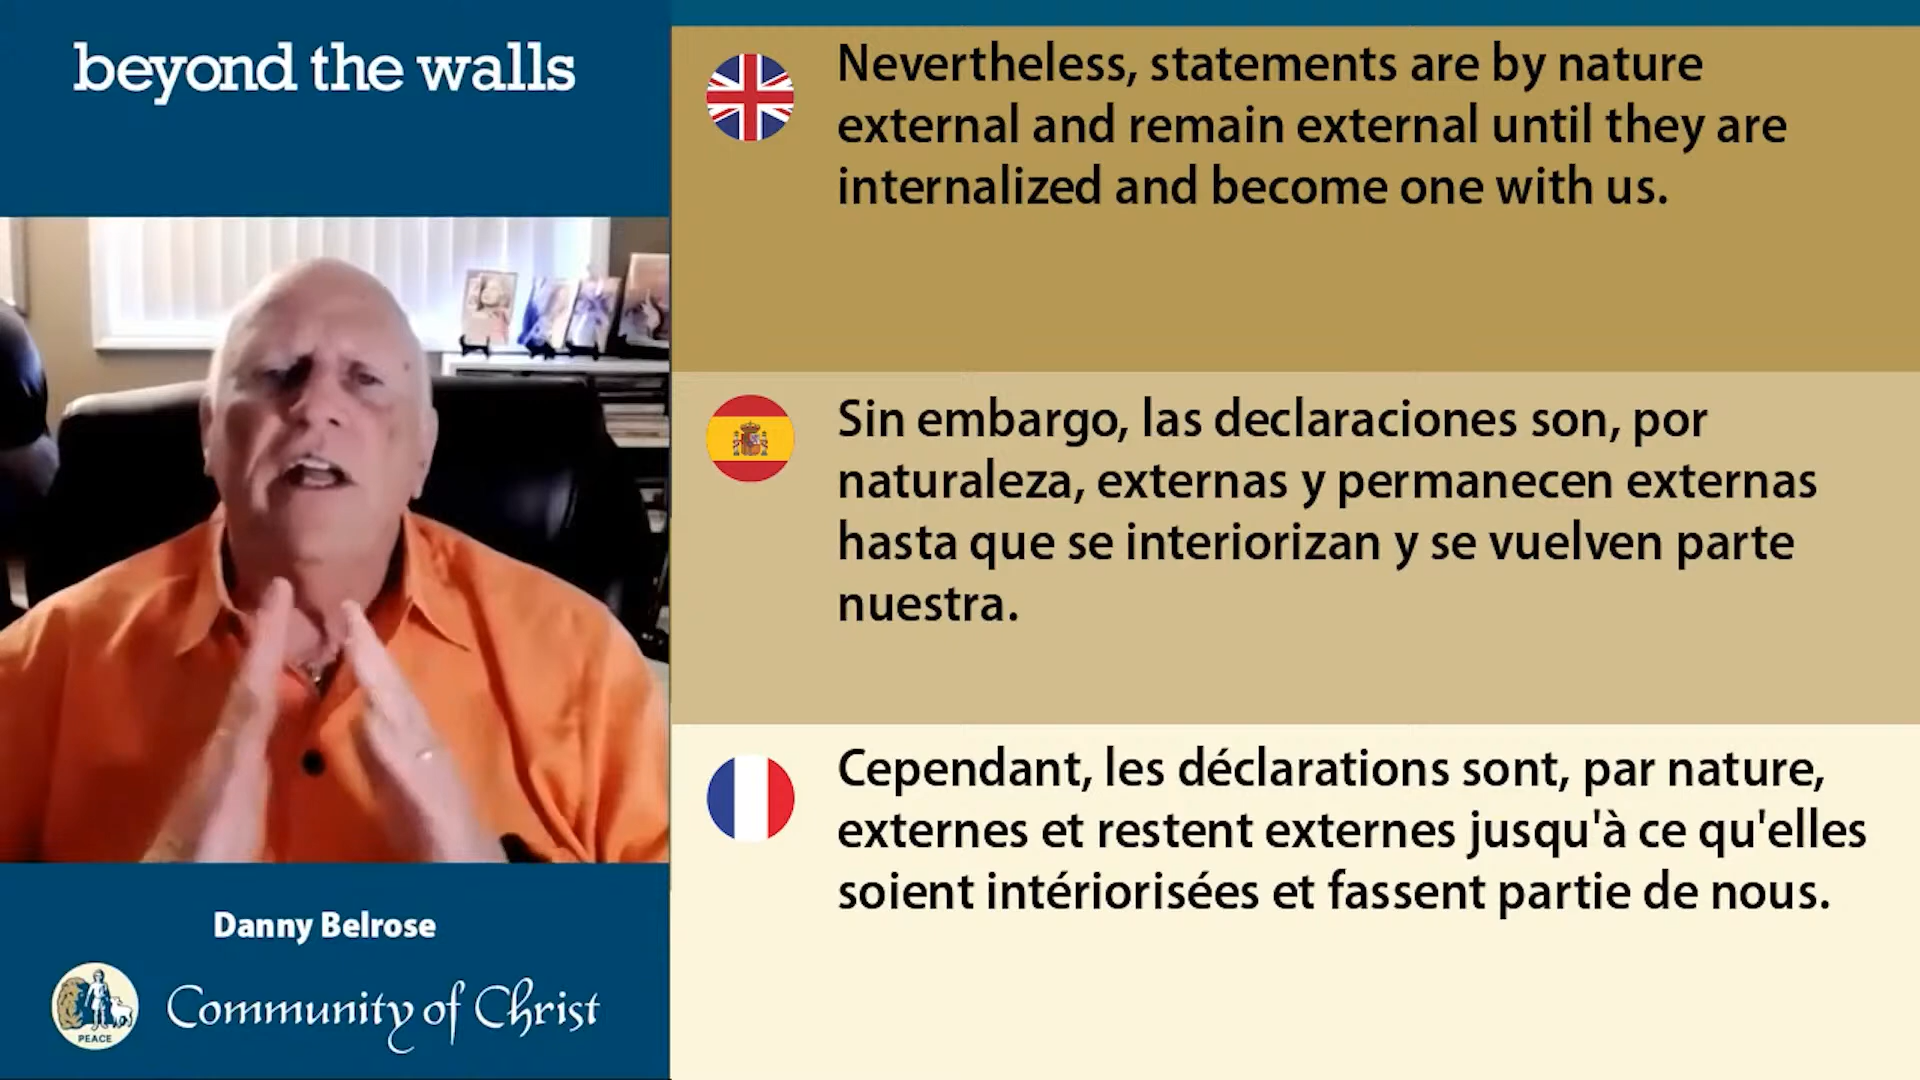 beyond the walls
Nevertheless, statements are by nature
external and remain external until they are
internalized and become one with us.
Sin embargo, las declaraciones son, por
naturaleza, externas y permanecen externas
hasta que se interiorizan y se vuelven parte
nuestra.
Cependant, les déclarations sont, par nature,
externes et restent externes jusqu'à ce qu'elles
soient intériorisées et fassent partie de nous.
Danny Belrose
PEACE
Community of Christ